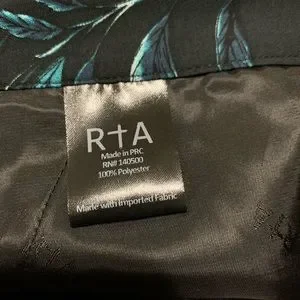 R†A
Made in PRC
RN# 140500
100% Polyester
Made with Imported Fabric